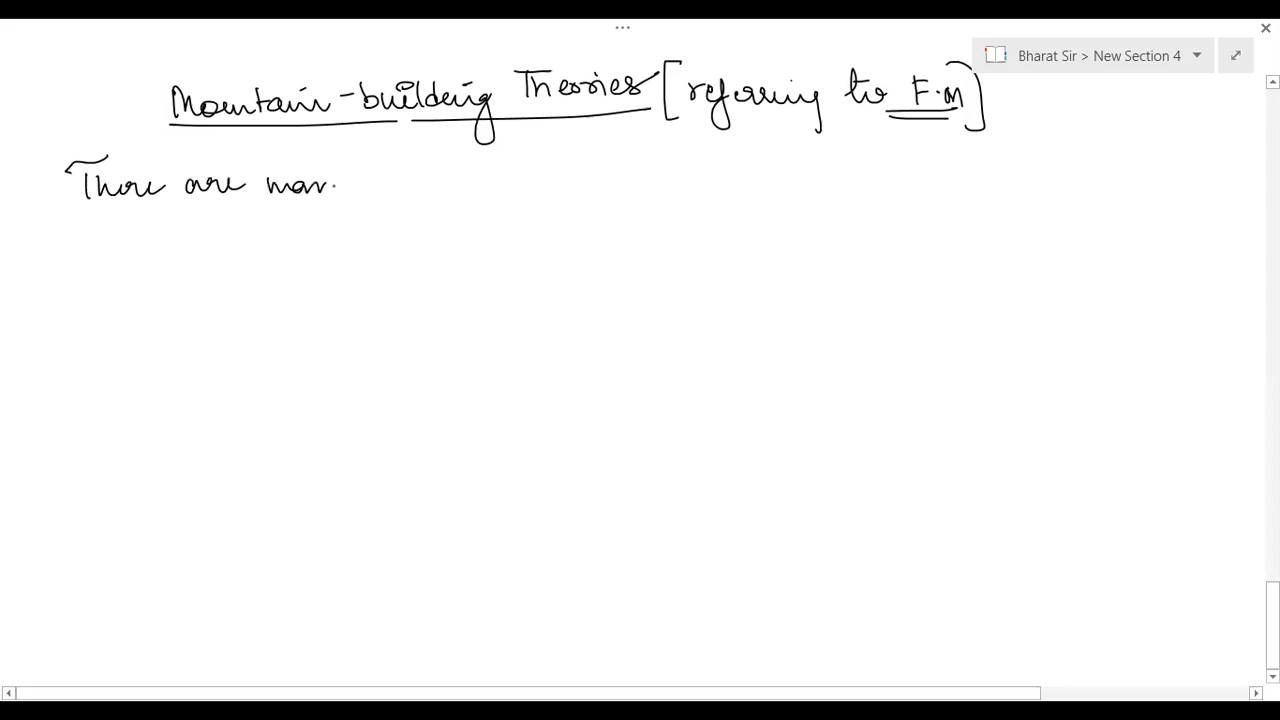 Bharat Sir > New Section 4
Mountain-building Theories [referring to F.M]
There are man